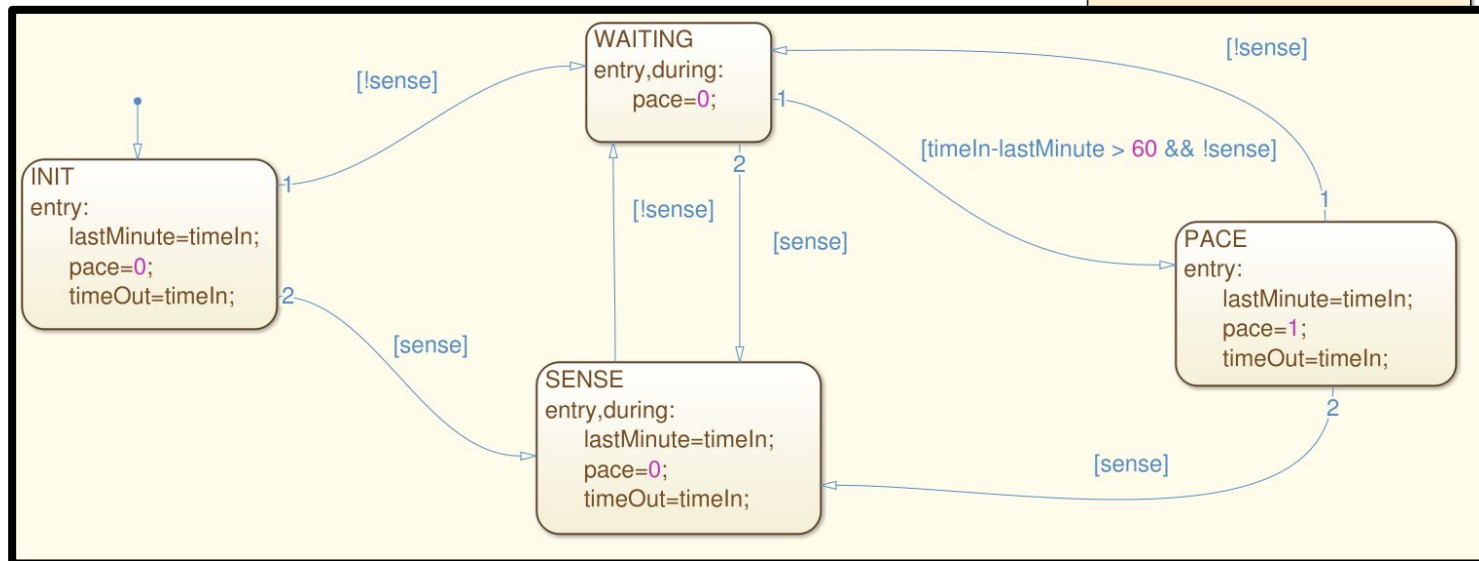 WAITING
entry,during:
pace=0;
[!sense]
[!sense]
1
2
[timeIn-lastMinute > 60 && !sense]
INIT
entry:
lastMinute=timeIn;
pace=0;
timeOut=timeIn;
1
2
[!sense]
[sense]
1
PACE
entry:
lastMinute=timeIn;
pace=1;
timeOut=timeIn;
2
[sense]
SENSE
entry,during:
lastMinute=timeIn;
pace=0;
timeOut=timeIn;
[sense]